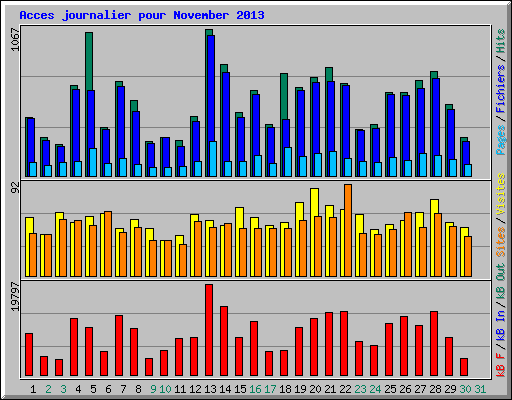 Acces journalier pour November 2013
1067
Pages / Fichiers / Hits
92
Sites / Visites
19797
kB F / kB In / kB Out
1 2 3 4 5 6 7 8 9 10 11 12 13 14 15 16 17 18 19 20 21 22 23 24 25 26 27 28 29 30 31